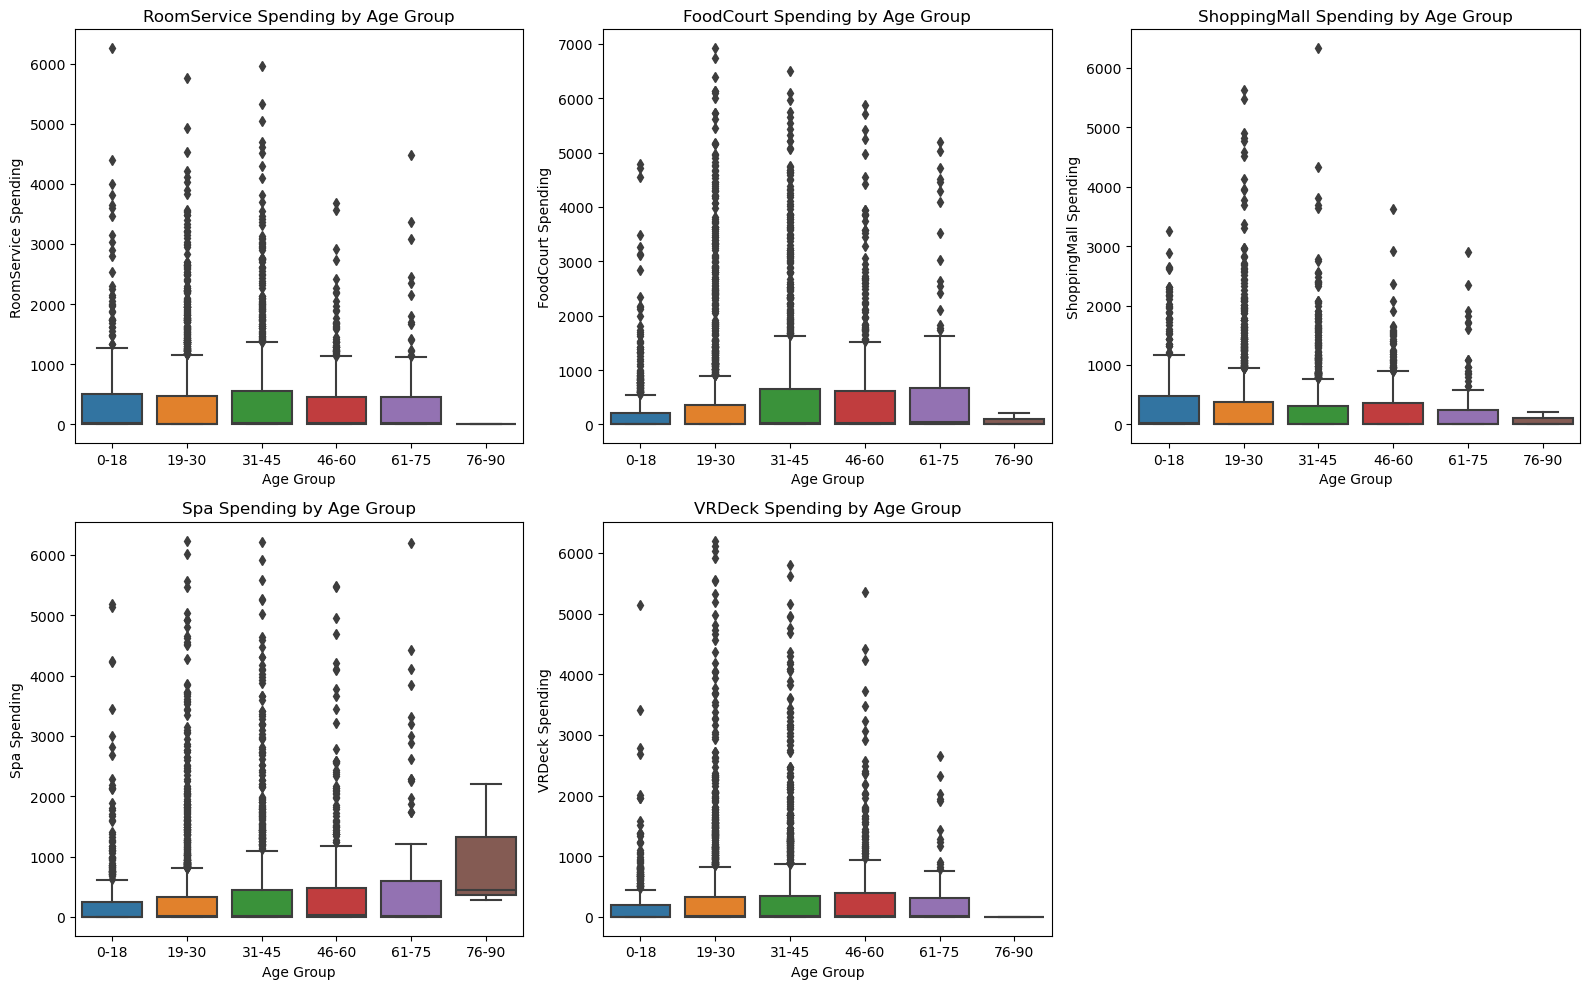 RoomService Spending by Age Group
RoomService Spending
6000
5000
4000
3000
2000
1000
0
0-18 19-30 31-45 46-60 61-75 76-90
Age Group
FoodCourt Spending by Age Group
FoodCourt Spending
7000
6000
5000
4000
3000
2000
1000
0
0-18 19-30 31-45 46-60 61-75 76-90
Age Group
ShoppingMall Spending by Age Group
ShoppingMall Spending
6000
5000
4000
3000
2000
1000
0
0-18 19-30 31-45 46-60 61-75 76-90
Age Group
Spa Spending by Age Group
Spa Spending
6000
5000
4000
3000
2000
1000
0
0-18 19-30 31-45 46-60 61-75 76-90
Age Group
VRDeck Spending by Age Group
VRDeck Spending
6000
5000
4000
3000
2000
1000
0
0-18 19-30 31-45 46-60 61-75 76-90
Age Group